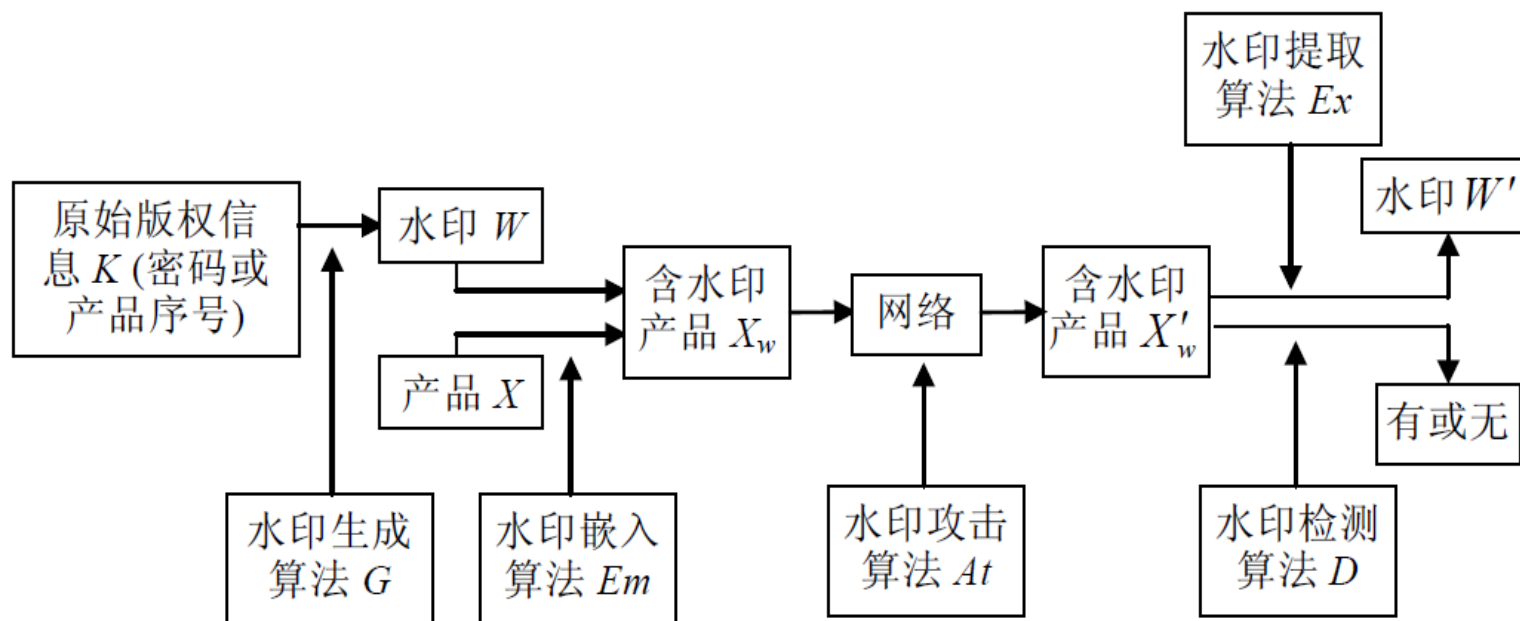 水印提取
算法 Ex
原始版权信
息 K (密码或
产品序号)
水印 W
水印 W′
含水印
产品 X_w
网络
含水印
产品 X′_w
产品 X
有或无
水印生成
算法 G
水印嵌入
算法 Em
水印攻击
算法 At
水印检测
算法 D